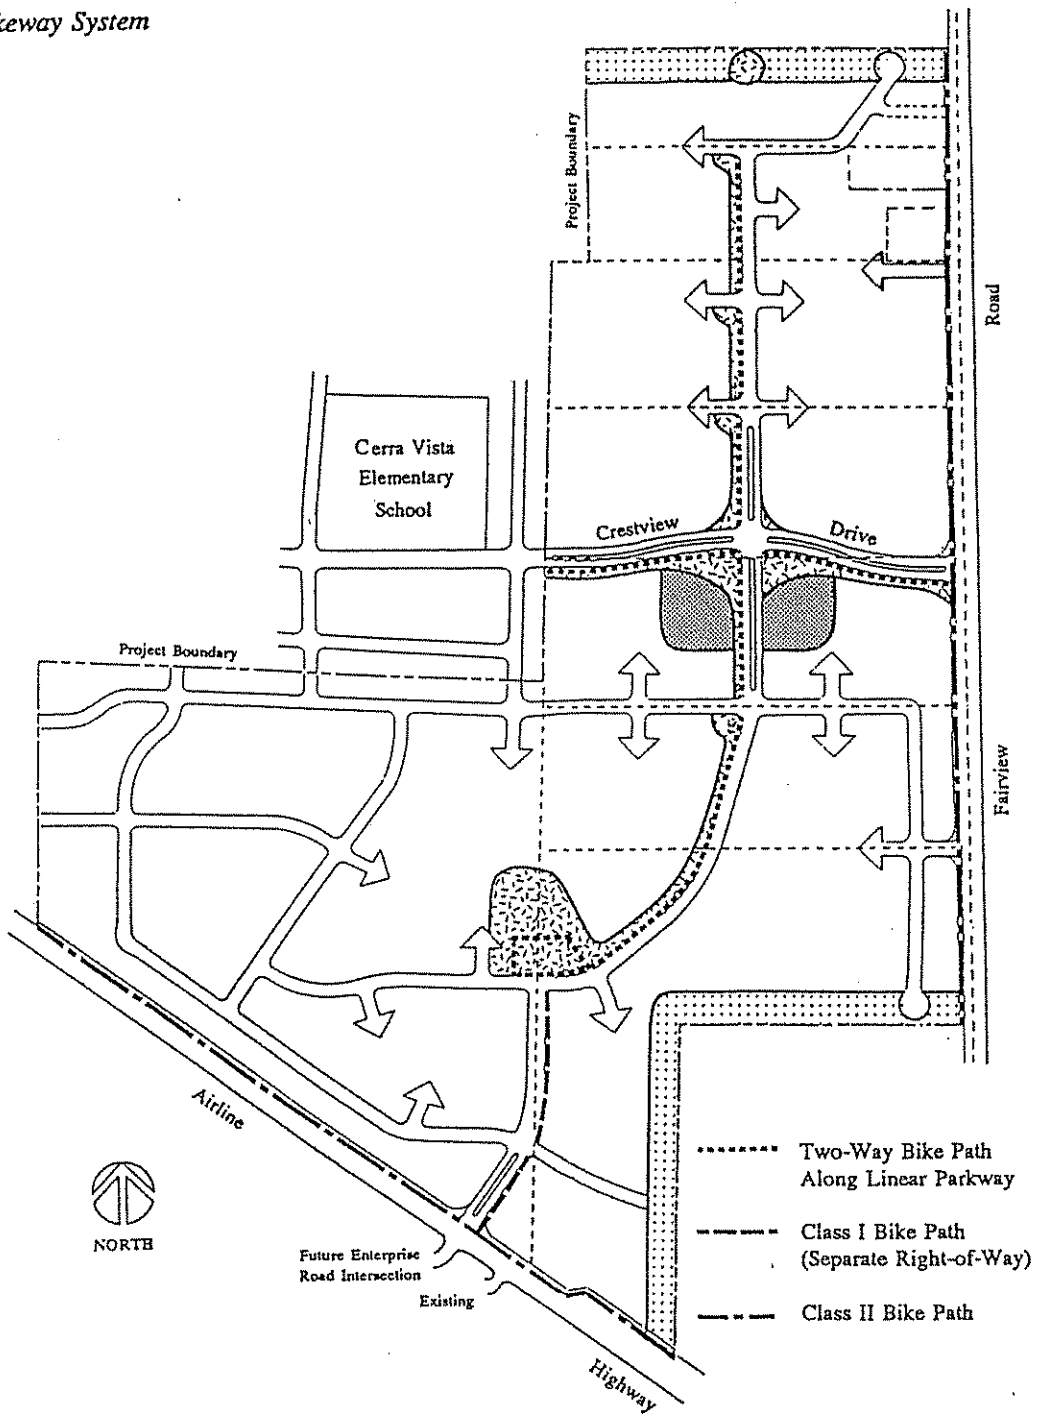 keway System
Project Boundary
Road
Cerra Vista
Elementary
School
Crestview Drive
Project Boundary
Fairview
Airline
NORTH
Future Enterprise
Road Intersection
Existing
Highway
Two-Way Bike Path
Along Linear Parkway
Class I Bike Path
(Separate Right-of-Way)
Class II Bike Path